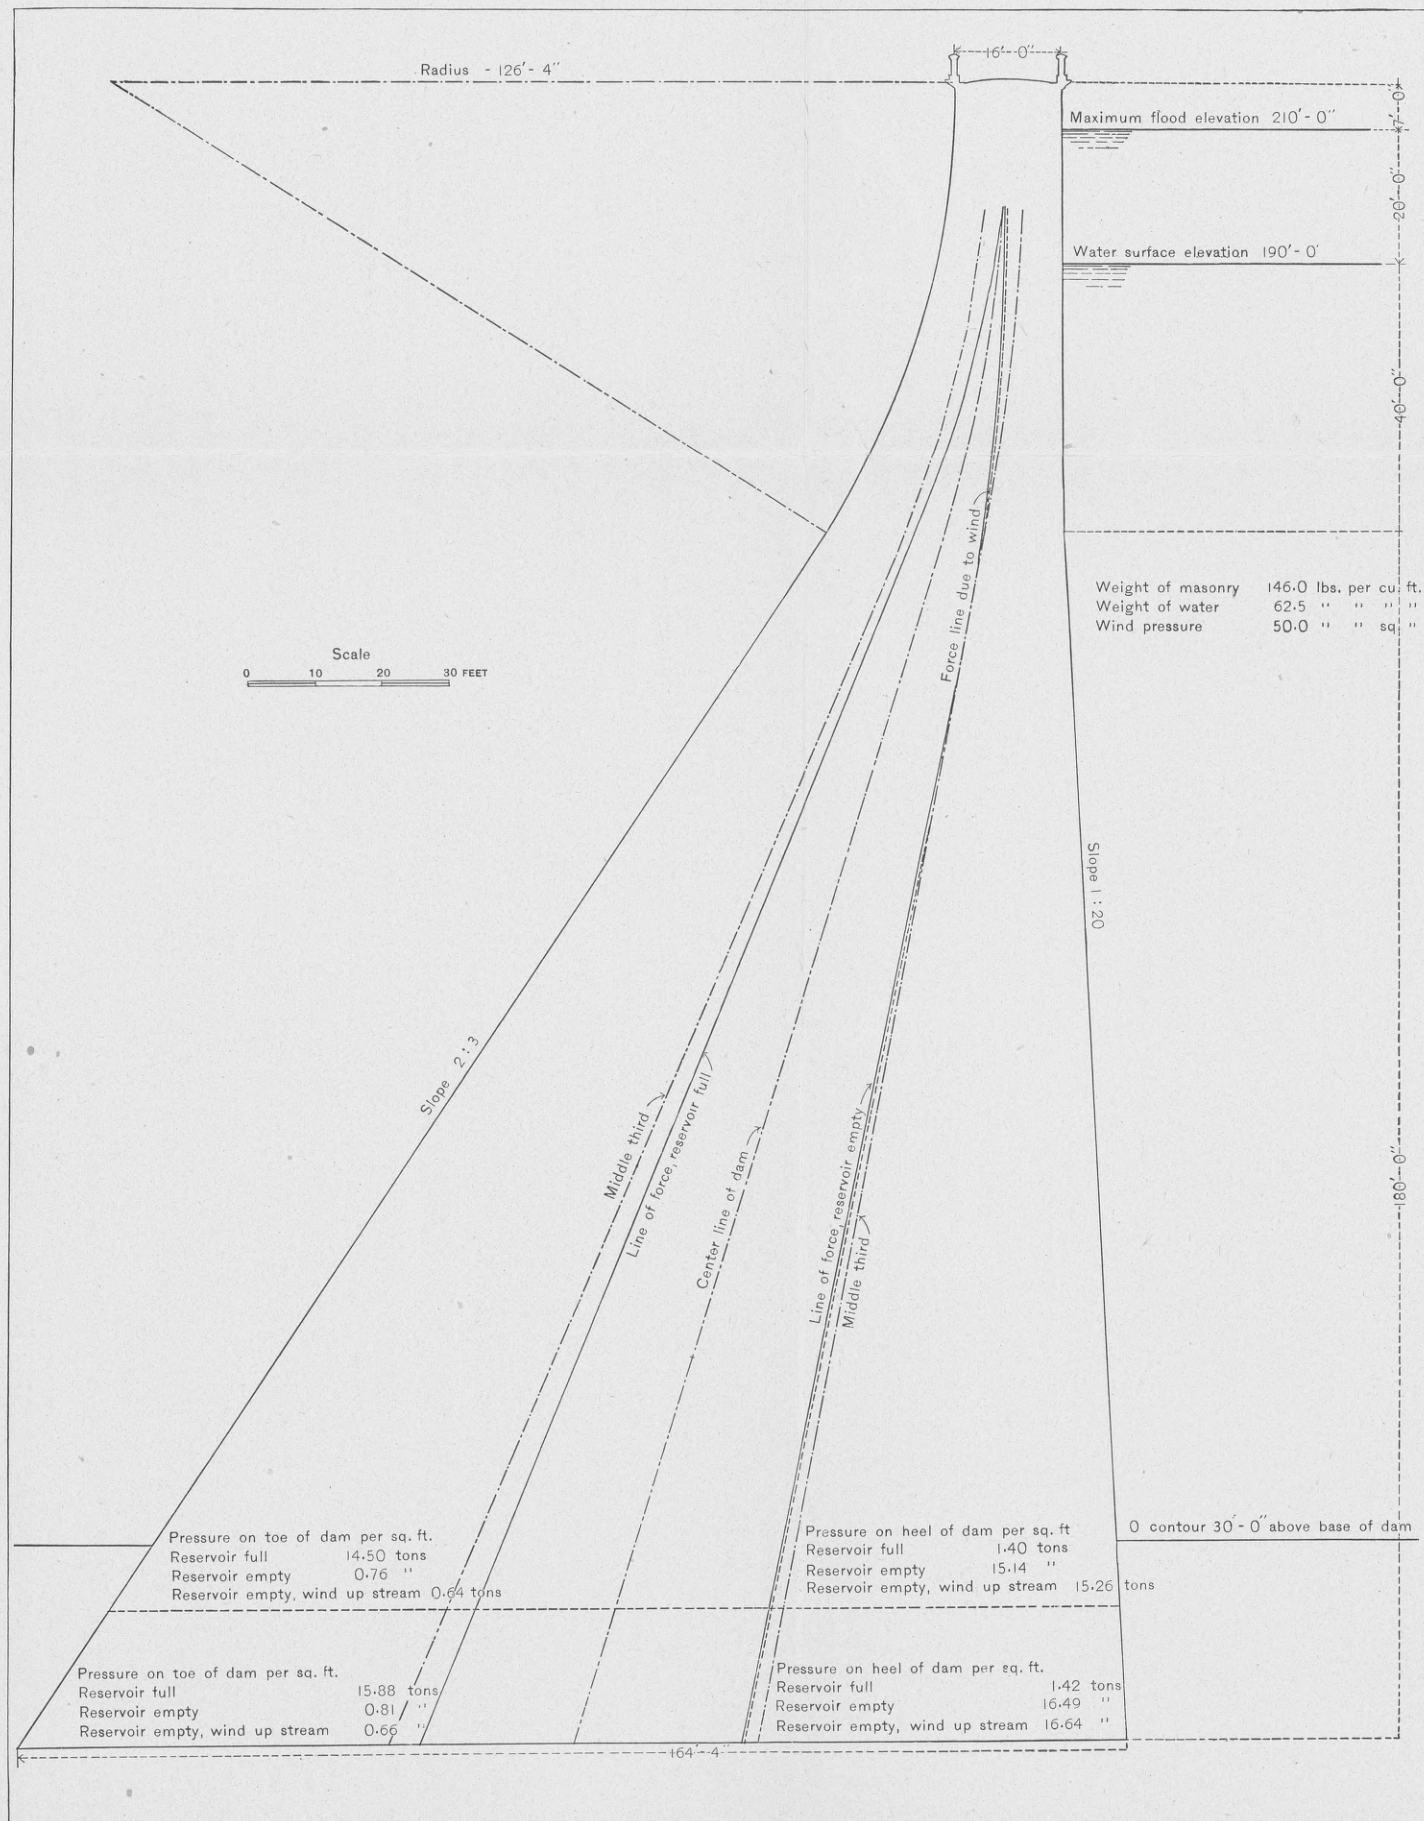 16'-0"
Radius - 126'- 4"
7'-0"
Maximum flood elevation 210'- 0"
20'-0"
Water surface elevation 190'- 0'
40'-0"
Force line due to wind
Weight of masonry 146.0 lbs. per cu. ft.
Weight of water 62.5 " " " "
Wind pressure 50.0 " " sq. "
Scale
0 10 20 30 FEET
Slope 1 : 20
Slope 2 : 3
Middle third
Line of force, reservoir full
Center line of dam
Line of force, reservoir empty
Middle third
180'-0"
Pressure on toe of dam per sq. ft.
Reservoir full 14.50 tons
Reservoir empty 0.76 "
Reservoir empty, wind up stream 0.64 tons
Pressure on heel of dam per sq. ft
Reservoir full 1.40 tons
Reservoir empty 15.14 "
Reservoir empty, wind up stream 15.26 tons
0 contour 30'- 0" above base of dam
Pressure on toe of dam per sq. ft.
Reservoir full 15.88 tons
Reservoir empty 0.81 "
Reservoir empty, wind up stream 0.66 "
Pressure on heel of dam per sq. ft.
Reservoir full 1.42 tons
Reservoir empty 16.49 "
Reservoir empty, wind up stream 16.64 "
164'-4"